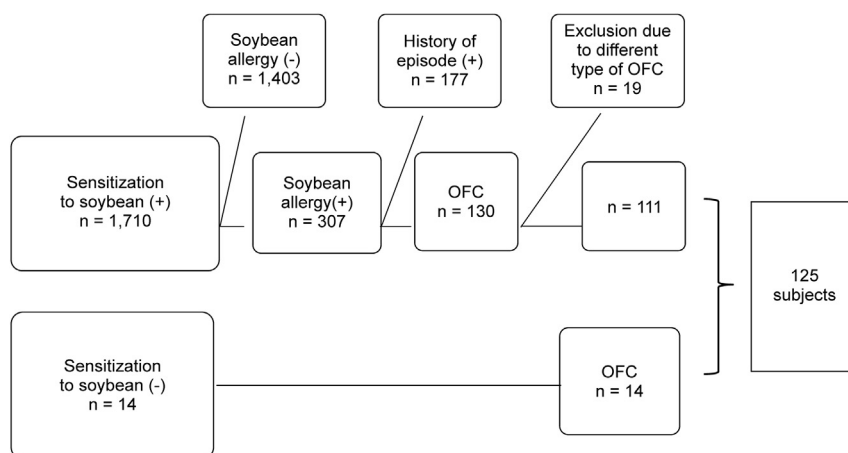 Soybean
allergy (-)
n = 1,403
History of
episode (+)
n = 177
Exclusion due
to different
type of OFC
n = 19
Sensitization
to soybean (+)
n = 1,710
Soybean
allergy(+)
n = 307
OFC
n = 130
n = 111
125
subjects
Sensitization
to soybean (-)
n = 14
OFC
n = 14